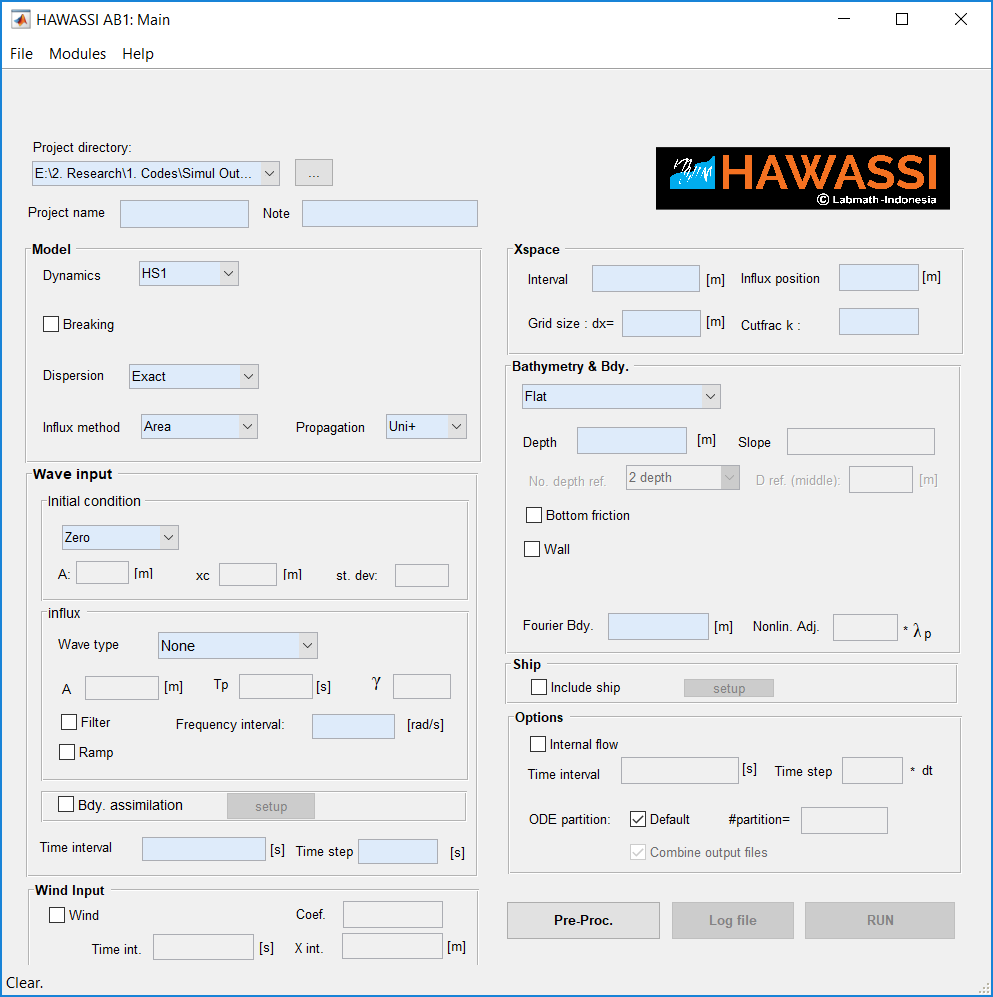 HAWASSI AB1: Main
File Modules Help
Project directory:
E:\2. Research\1. Codes\Simul Out... ...
Project name Note
HAWASSI
© Labmath-Indonesia
Model
Dynamics HS1
Breaking
Dispersion Exact
Influx method Area Propagation Uni+
Wave input
Initial condition
Zero
A: [m] xc [m] st. dev:
influx
Wave type None
A [m] Tp [s] γ
Filter Frequency interval: [rad/s]
Ramp
Bdy. assimilation setup
Time interval [s] Time step [s]
Wind Input
Wind Coef.
Time int. [s] X int. [m]
Xspace
Interval [m] Influx position [m]
Grid size : dx= [m] Cutfrac k :
Bathymetry & Bdy.
Flat
Depth [m] Slope
No. depth ref. 2 depth D ref. (middle): [m]
Bottom friction
Wall
Fourier Bdy. [m] Nonlin. Adj. * λp
Ship
Include ship setup
Options
Internal flow
Time interval [s] Time step * dt
ODE partition: Default #partition=
Combine output files
Pre-Proc. Log file RUN
Clear.